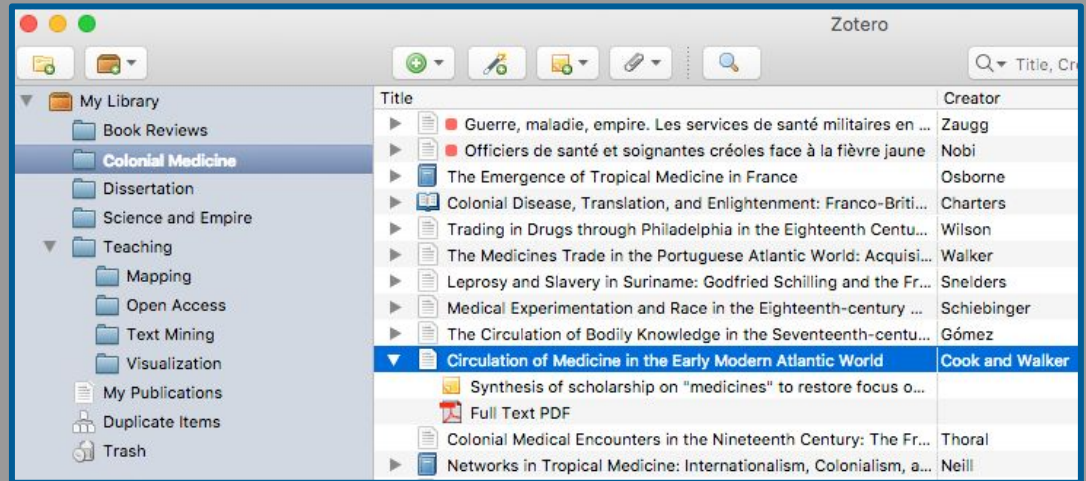 Zotero
Title, Cr
My Library
Book Reviews
Colonial Medicine
Dissertation
Science and Empire
Teaching
Mapping
Open Access
Text Mining
Visualization
My Publications
Duplicate Items
Trash
Title Creator
Guerre, maladie, empire. Les services de santé militaires en ... Zaugg
Officiers de santé et soignantes créoles face à la fièvre jaune Nobi
The Emergence of Tropical Medicine in France Osborne
Colonial Disease, Translation, and Enlightenment: Franco-Briti... Charters
Trading in Drugs through Philadelphia in the Eighteenth Centu... Wilson
The Medicines Trade in the Portuguese Atlantic World: Acquisi... Walker
Leprosy and Slavery in Suriname: Godfried Schilling and the Fr... Snelders
Medical Experimentation and Race in the Eighteenth-century ... Schiebinger
The Circulation of Bodily Knowledge in the Seventeenth-centu... Gómez
Circulation of Medicine in the Early Modern Atlantic World Cook and Walker
Synthesis of scholarship on "medicines" to restore focus o...
Full Text PDF
Colonial Medical Encounters in the Nineteenth Century: The Fr... Thoral
Networks in Tropical Medicine: Internationalism, Colonialism, a... Neill